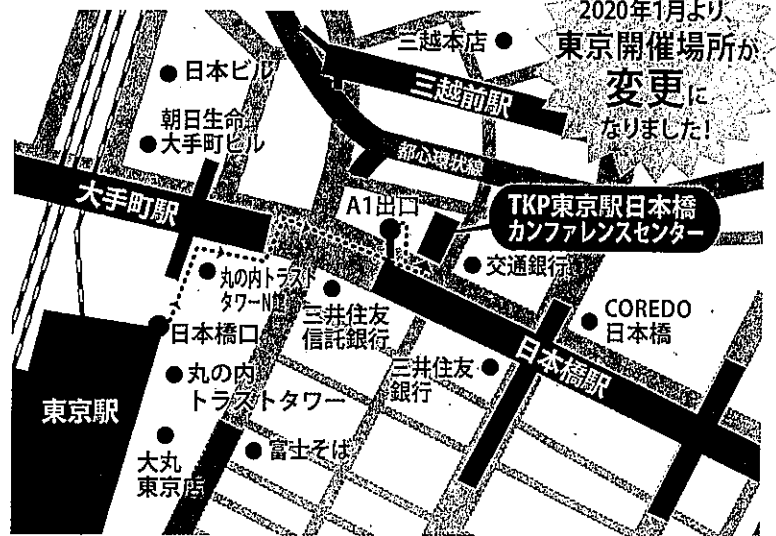 2020年1月より、
東京開催場所が
変更に
なりました!
三越本店
日本ビル
三越前駅
朝日生命
大手町ビル
都心環状線
大手町駅
A1出口
TKP東京駅日本橋
カンファレンスセンター
丸の内トラスト
タワーN館
交通銀行
日本橋口
三井住友
信託銀行
COREDO
日本橋
日本橋駅
三井住友
銀行
丸の内
トラストタワー
東京駅
大丸
東京店
富士そば